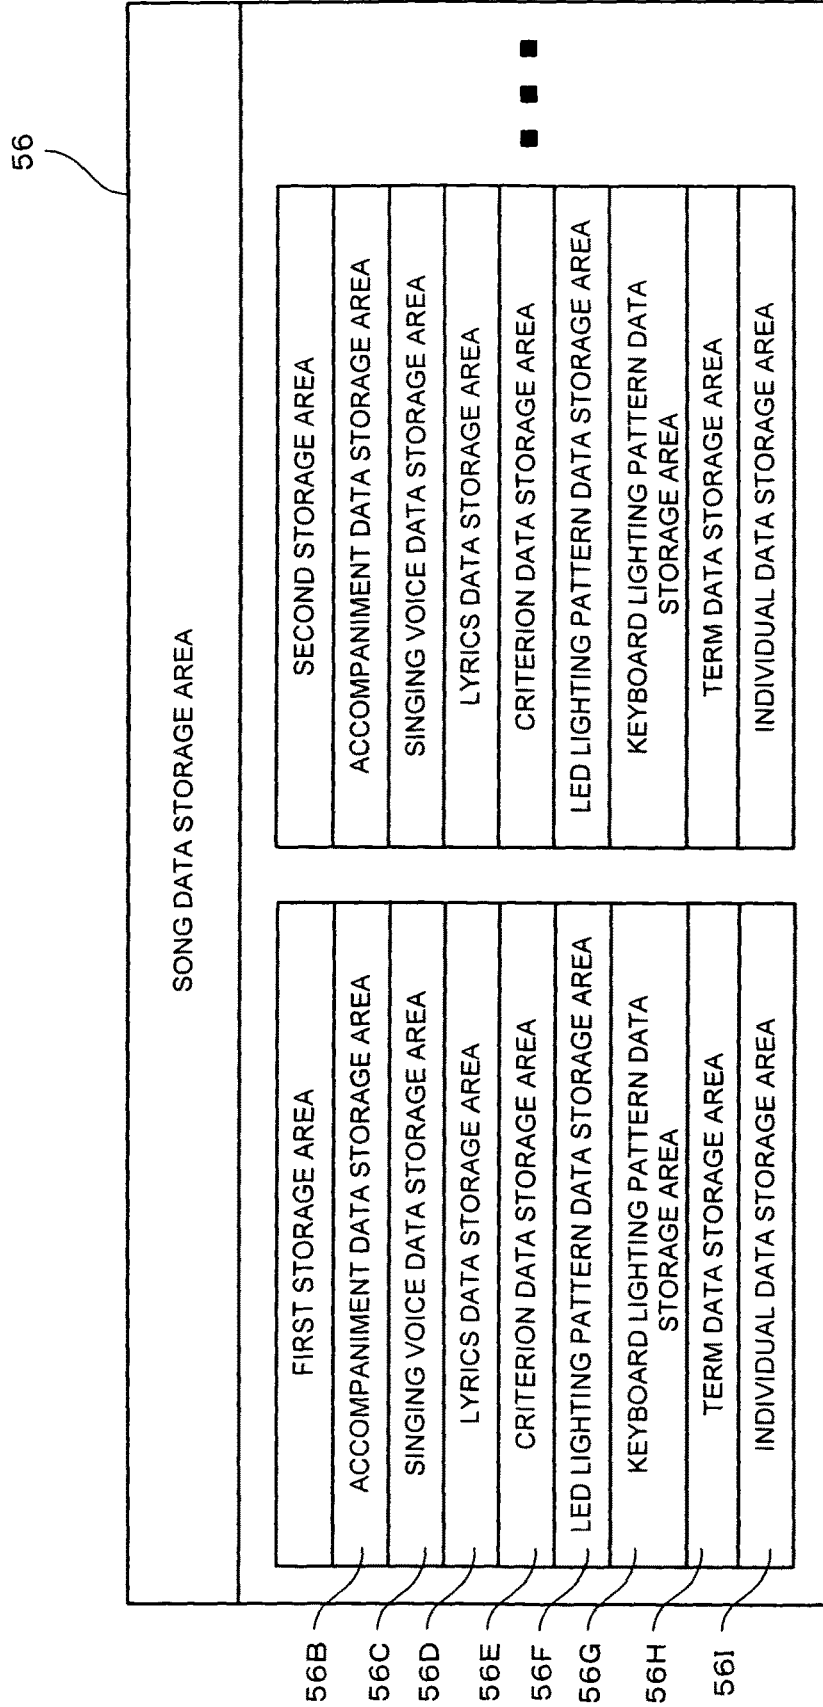 56
SONG DATA STORAGE AREA
FIRST STORAGE AREA
56B
ACCOMPANIMENT DATA STORAGE AREA
56C
SINGING VOICE DATA STORAGE AREA
56D
LYRICS DATA STORAGE AREA
56E
CRITERION DATA STORAGE AREA
56F
LED LIGHTING PATTERN DATA STORAGE AREA
56G
KEYBOARD LIGHTING PATTERN DATA
STORAGE AREA
56H
TERM DATA STORAGE AREA
56I
INDIVIDUAL DATA STORAGE AREA
SECOND STORAGE AREA
ACCOMPANIMENT DATA STORAGE AREA
SINGING VOICE DATA STORAGE AREA
LYRICS DATA STORAGE AREA
CRITERION DATA STORAGE AREA
LED LIGHTING PATTERN DATA STORAGE AREA
KEYBOARD LIGHTING PATTERN DATA
STORAGE AREA
TERM DATA STORAGE AREA
INDIVIDUAL DATA STORAGE AREA